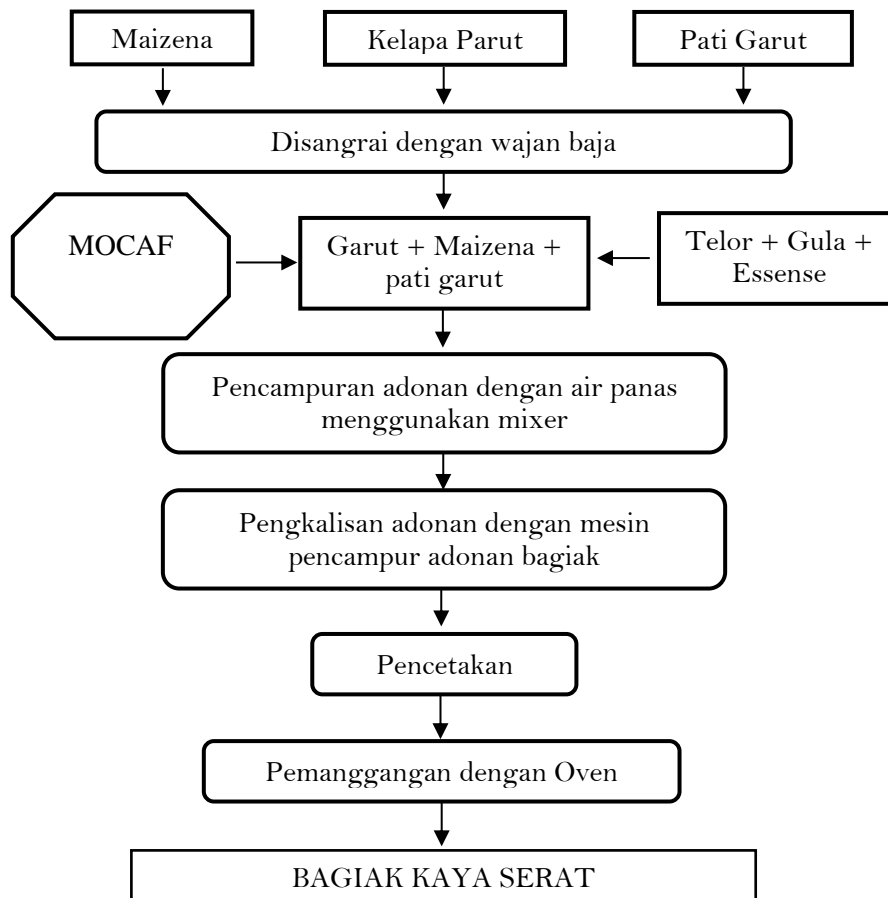 Maizena
Kelapa Parut
Pati Garut
Disangrai dengan wajan baja
MOCAF
Garut + Maizena +
pati garut
Telor + Gula +
Essense
Pencampuran adonan dengan air panas
menggunakan mixer
Pengkalisan adonan dengan mesin
pencampur adonan bagiak
Pencetakan
Pemanggangan dengan Oven
BAGIAK KAYA SERAT